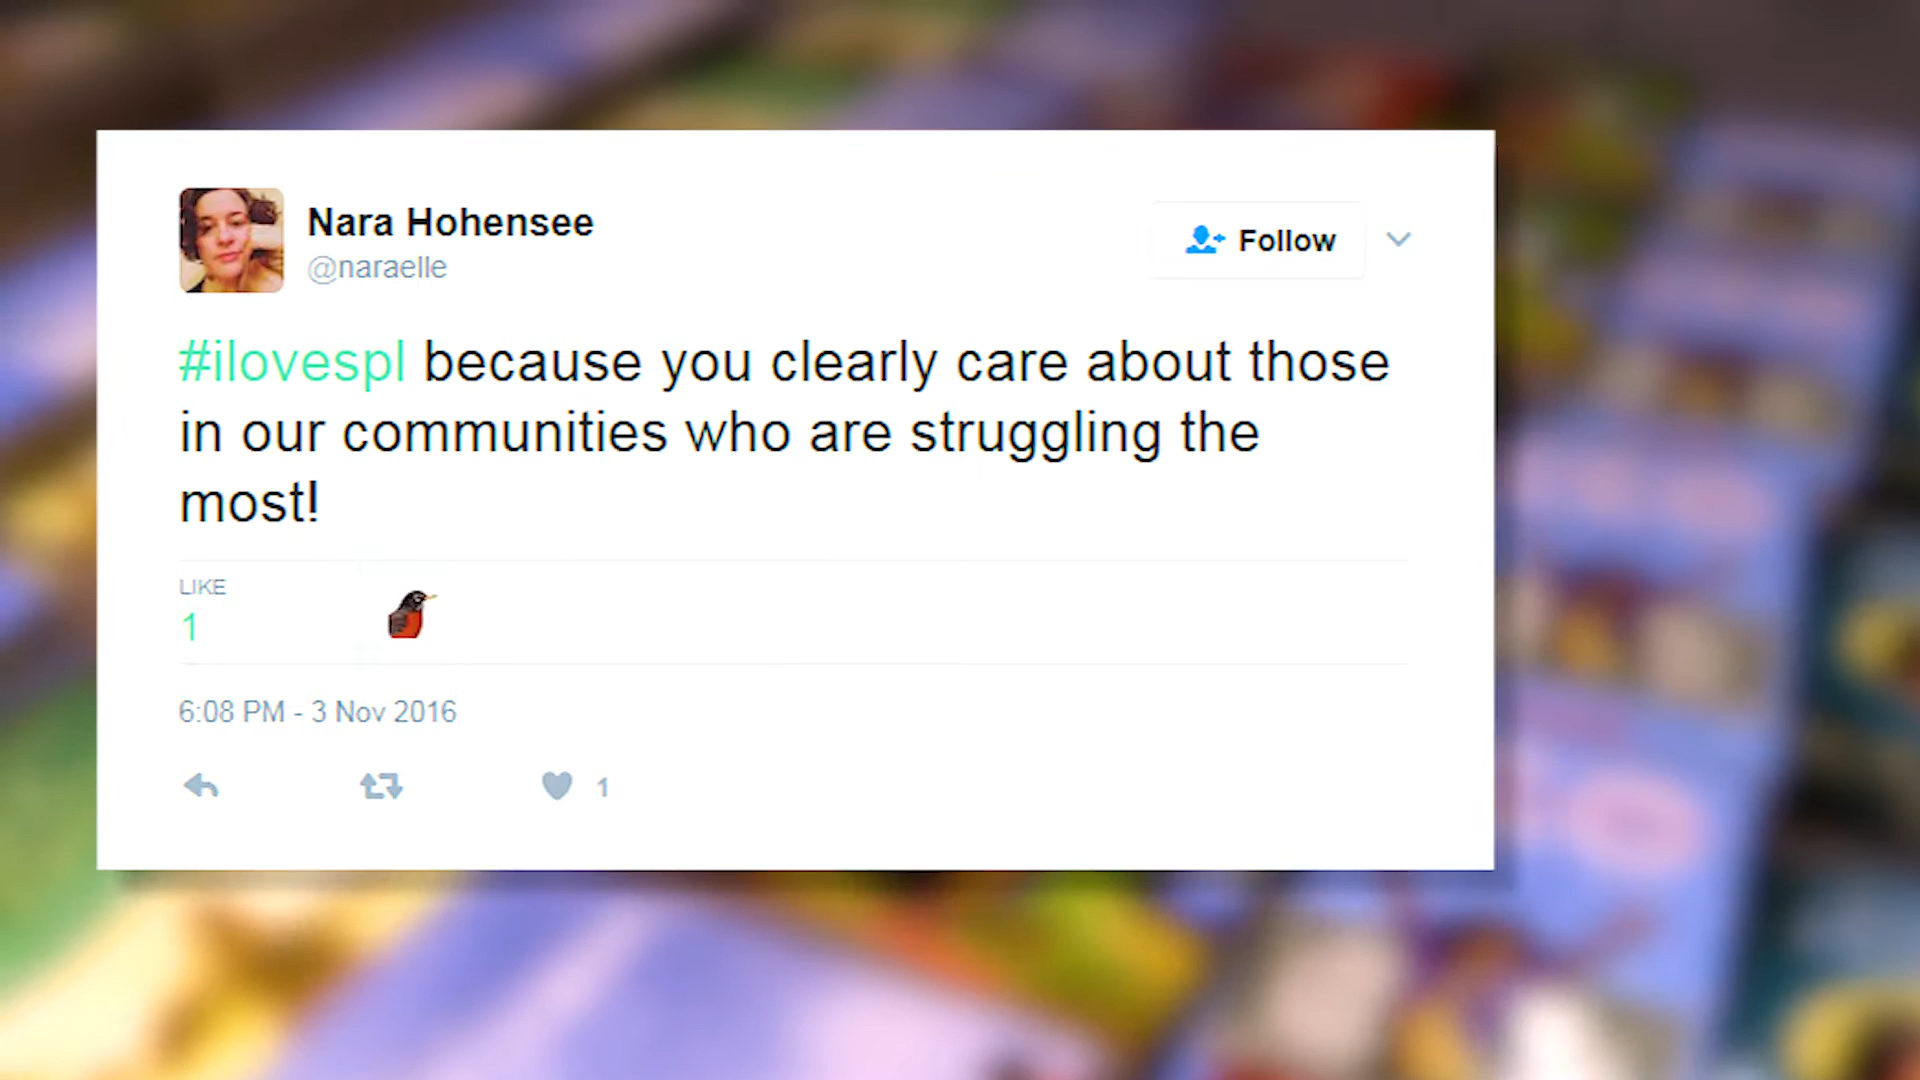 Nara Hohensee
@naraelle
Follow
#ilovespl because you clearly care about those
in our communities who are struggling the
most!
LIKE
1
6:08 PM - 3 Nov 2016
1